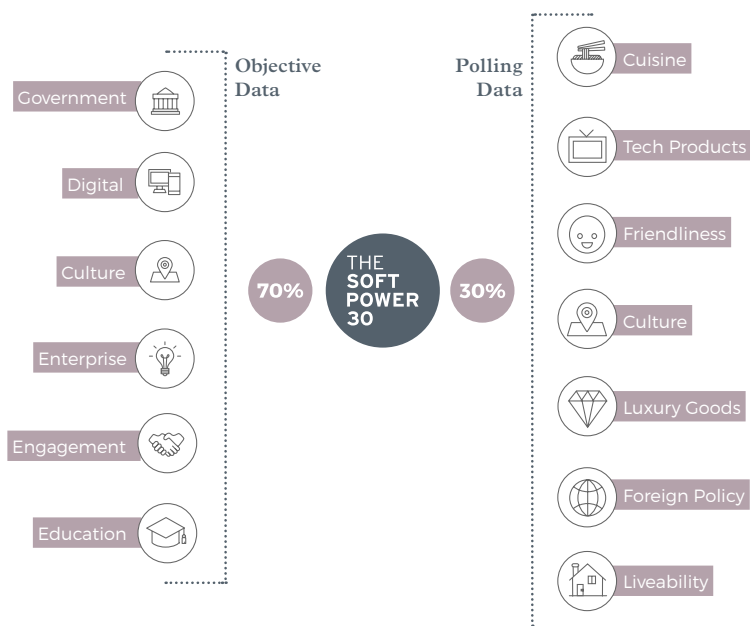 Objective
Data
Government
Digital
Culture
Enterprise
Engagement
Education
70%
THE
SOFT
POWER
30
30%
Polling
Data
Cuisine
Tech Products
Friendliness
Culture
Luxury Goods
Foreign Policy
Liveability